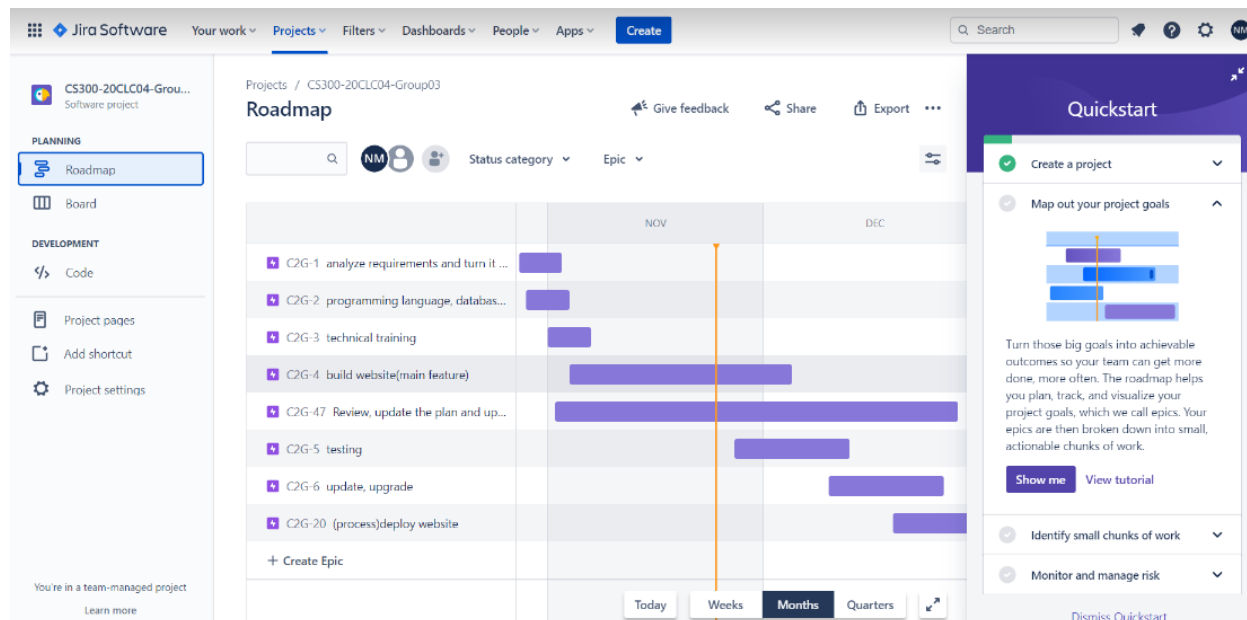 Jira Software
Your work
Projects
Filters
Dashboards
People
Apps
Create
Search
NM
CS300-20CLC04-Grou...
Software project
PLANNING
Roadmap
Board
DEVELOPMENT
Code
Project pages
Add shortcut
Project settings
You're in a team-managed project
Learn more
Projects / CS300-20CLC04-Group03
Roadmap
Give feedback
Share
Export
NM
Status category
Epic
NOV
DEC
C2G-1 analyze requirements and turn it ...
C2G-2 programming language, databas...
C2G-3 technical training
C2G-4 build website(main feature)
C2G-47 Review, update the plan and up...
C2G-5 testing
C2G-6 update, upgrade
C2G-20 (process)deploy website
+ Create Epic
Today
Weeks
Months
Quarters
Quickstart
Create a project
Map out your project goals
Turn those big goals into achievable
outcomes so your team can get more
done, more often. The roadmap helps
you plan, track, and visualize your
project goals, which we call epics. Your
epics are then broken down into small,
actionable chunks of work.
Show me
View tutorial
Identify small chunks of work
Monitor and manage risk
Dismiss Quickstart